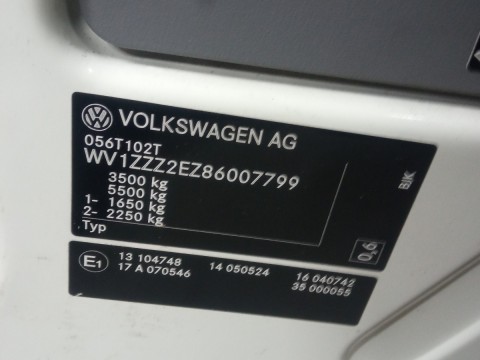 VOLKSWAGEN AG
056T102T
WV1ZZZ2EZ86007799
3500 kg
5500 kg
1- 1650 kg
2- 2250 kg
Typ
BJK
0,6
E1
13 104748 14 050524 16 040742
17 A 070546 35 000055